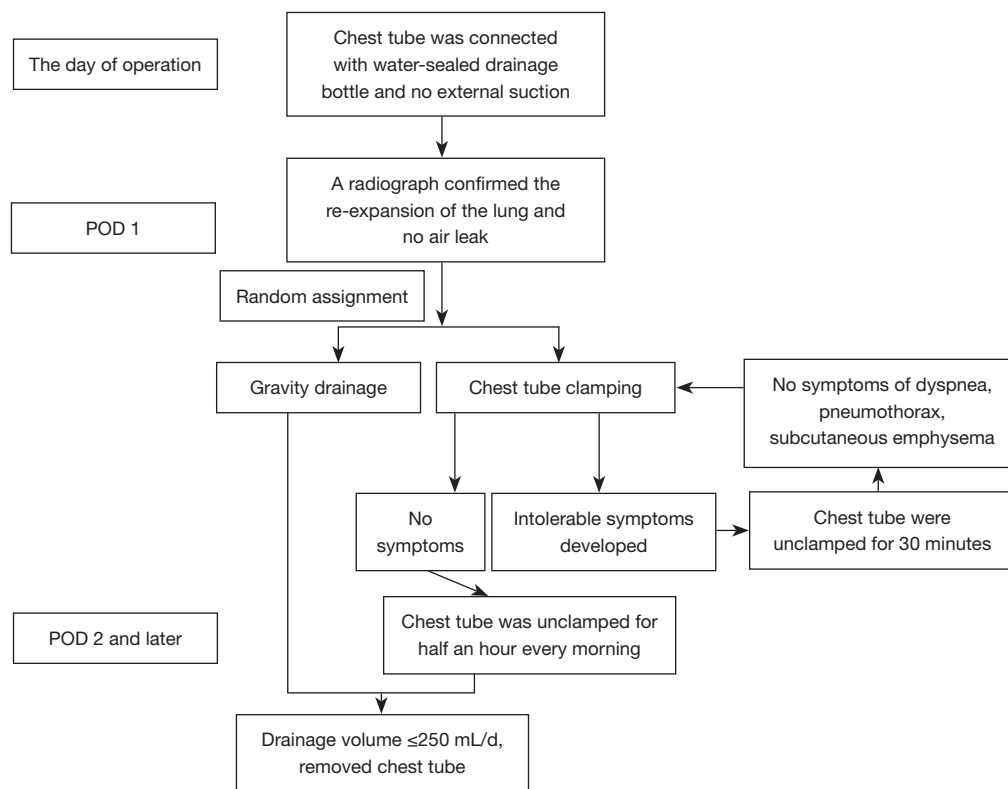 The day of operation
Chest tube was connected
with water-sealed drainage
bottle and no external suction
A radiograph confirmed the
re-expansion of the lung and
no air leak
POD 1
Random assignment
Gravity drainage
Chest tube clamping
No symptoms of dyspnea,
pneumothorax,
subcutaneous emphysema
No
symptoms
Intolerable symptoms
developed
Chest tube were
unclamped for 30 minutes
POD 2 and later
Chest tube was unclamped for
half an hour every morning
Drainage volume ≤250 mL/d,
removed chest tube